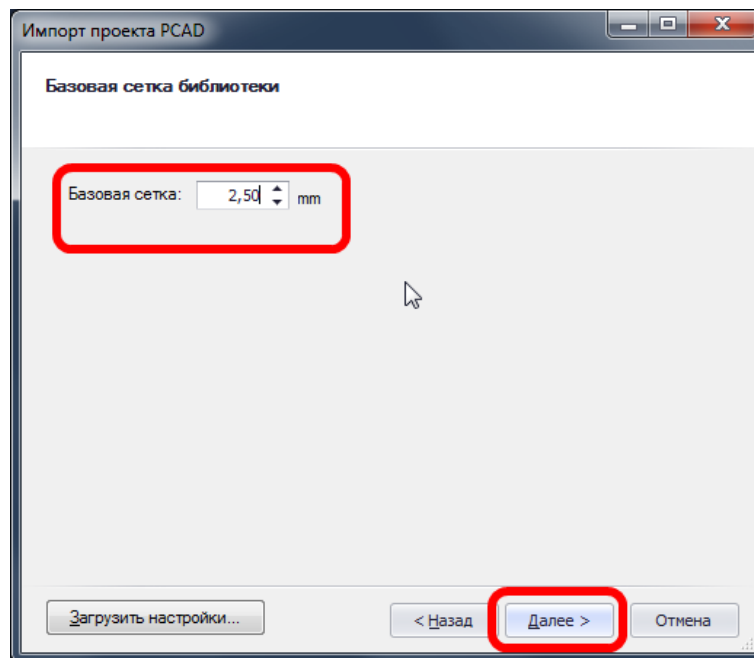 Импорт проекта PCAD
Базовая сетка библиотеки
Базовая сетка: 2,50 mm
Загрузить настройки... < Назад Далее > Отмена